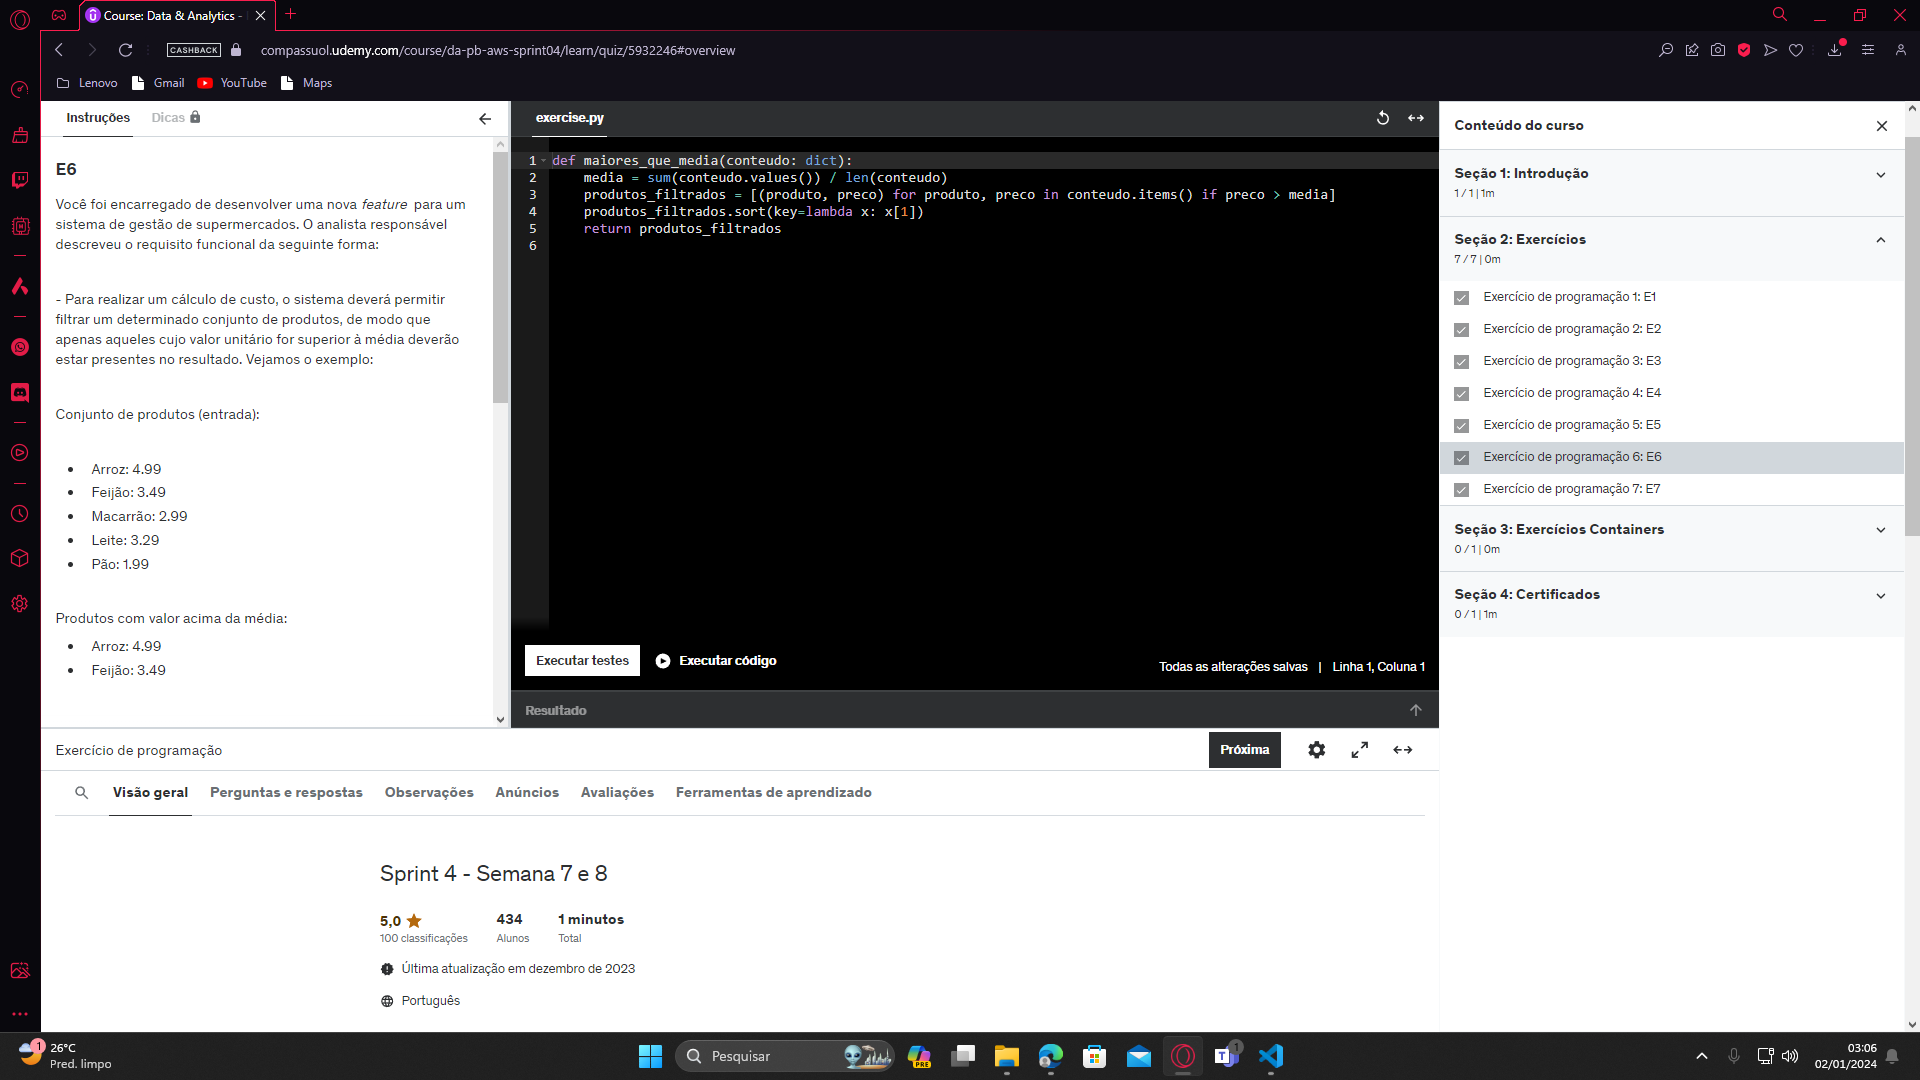 Course: Data & Analytics -
CASHBACK
compassuol.udemy.com/course/da-pb-aws-sprint04/learn/quiz/5932246#overview
Lenovo
Gmail
YouTube
Maps
Instruções
Dicas
E6
Você foi encarregado de desenvolver uma nova feature para um
sistema de gestão de supermercados. O analista responsável
descreveu o requisito funcional da seguinte forma:
- Para realizar um cálculo de custo, o sistema deverá permitir
filtrar um determinado conjunto de produtos, de modo que
apenas aqueles cujo valor unitário for superior à média deverão
estar presentes no resultado. Vejamos o exemplo:
Conjunto de produtos (entrada):
Arroz: 4.99
Feijão: 3.49
Macarrão: 2.99
Leite: 3.29
Pão: 1.99
Produtos com valor acima da média:
Arroz: 4.99
Feijão: 3.49
exercise.py
1 def maiores_que_media(conteudo: dict):
2 media = sum(conteudo.values()) / len(conteudo)
3 produtos_filtrados = [(produto, preco) for produto, preco in conteudo.items() if preco > media]
4 produtos_filtrados.sort(key=lambda x: x[1])
5 return produtos_filtrados
6
Executar testes
Executar código
Todas as alterações salvas | Linha 1, Coluna 1
Resultado
Conteúdo do curso
Seção 1: Introdução
1 / 1 | 1m
Seção 2: Exercícios
7 / 7 | 0m
Exercício de programação 1: E1
Exercício de programação 2: E2
Exercício de programação 3: E3
Exercício de programação 4: E4
Exercício de programação 5: E5
Exercício de programação 6: E6
Exercício de programação 7: E7
Seção 3: Exercícios Containers
0 / 1 | 0m
Seção 4: Certificados
0 / 1 | 1m
Exercício de programação
Próxima
Visão geral
Perguntas e respostas
Observações
Anúncios
Avaliações
Ferramentas de aprendizado
Sprint 4 - Semana 7 e 8
5,0
434
1 minutos
100 classificações
Alunos
Total
Última atualização em dezembro de 2023
Português
1
26°C
Pred. limpo
Pesquisar
PRE
1
03:06
02/01/2024